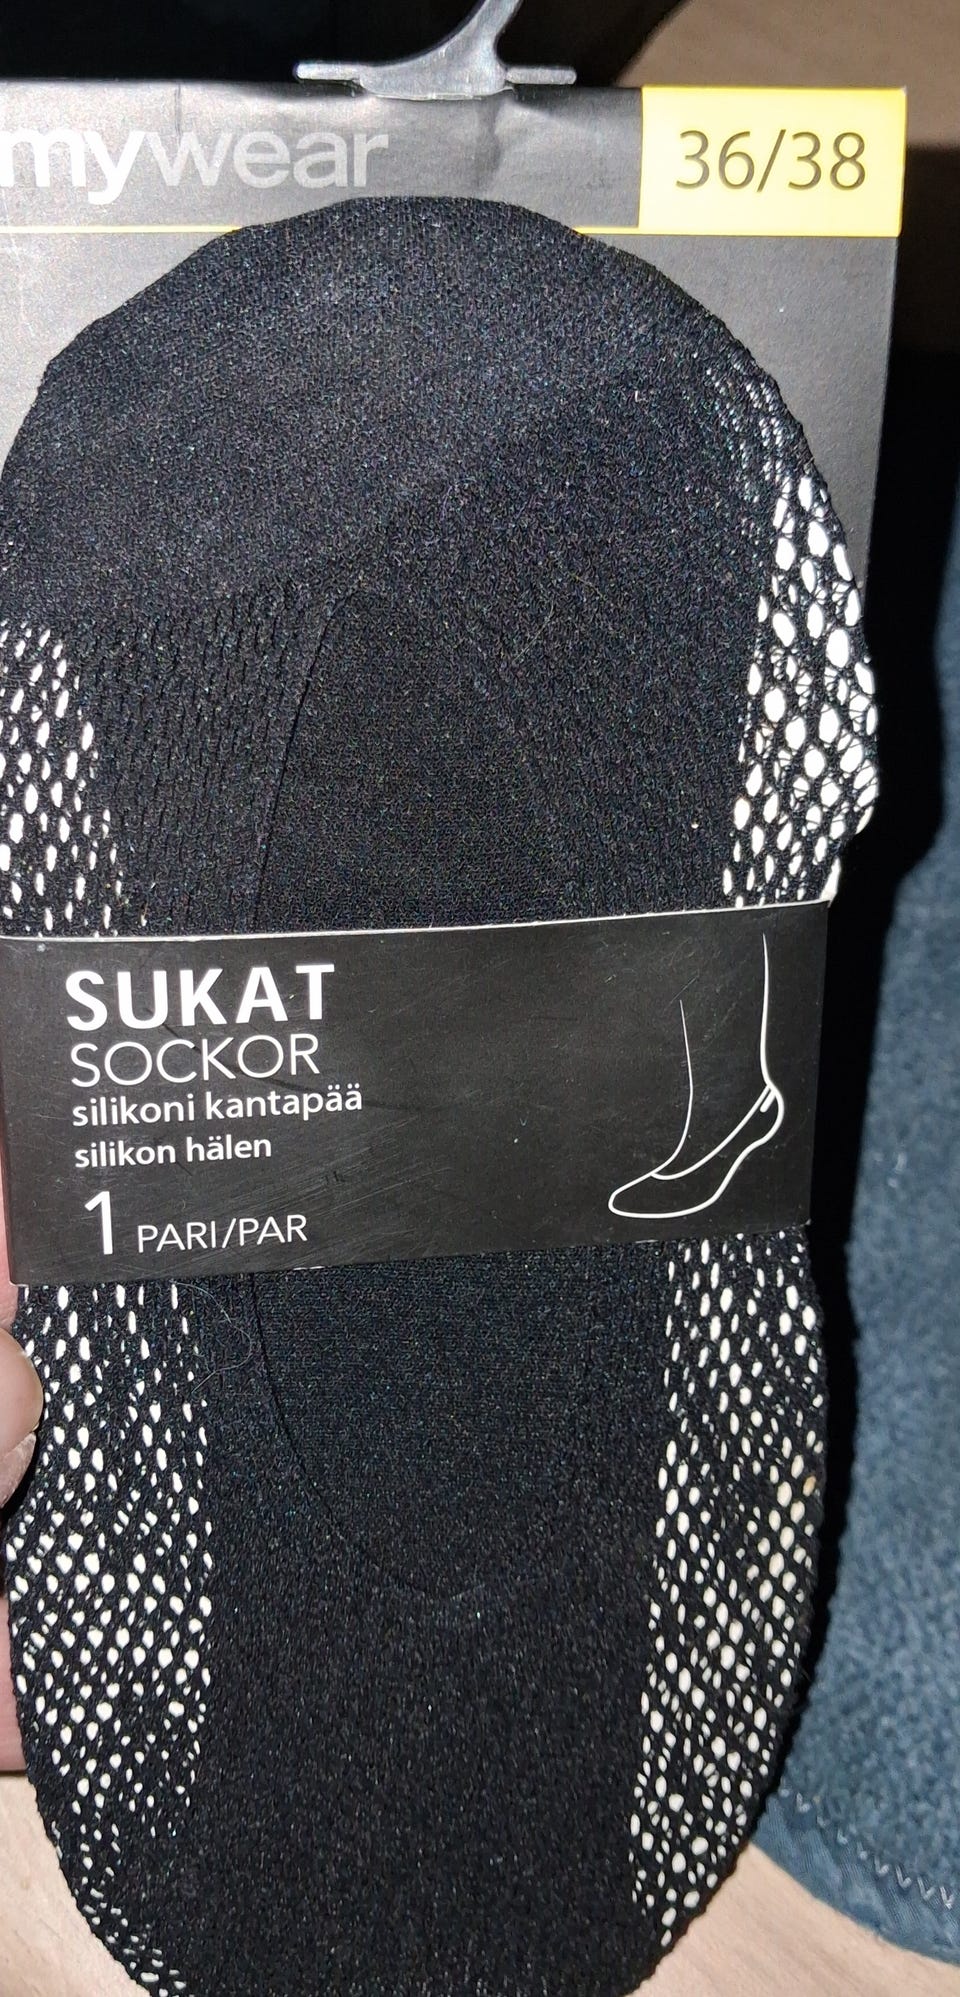 mywear
36/38
SUKAT
SOCKOR
silikoni kantapää
silikon hälen
1 PARI/PAR